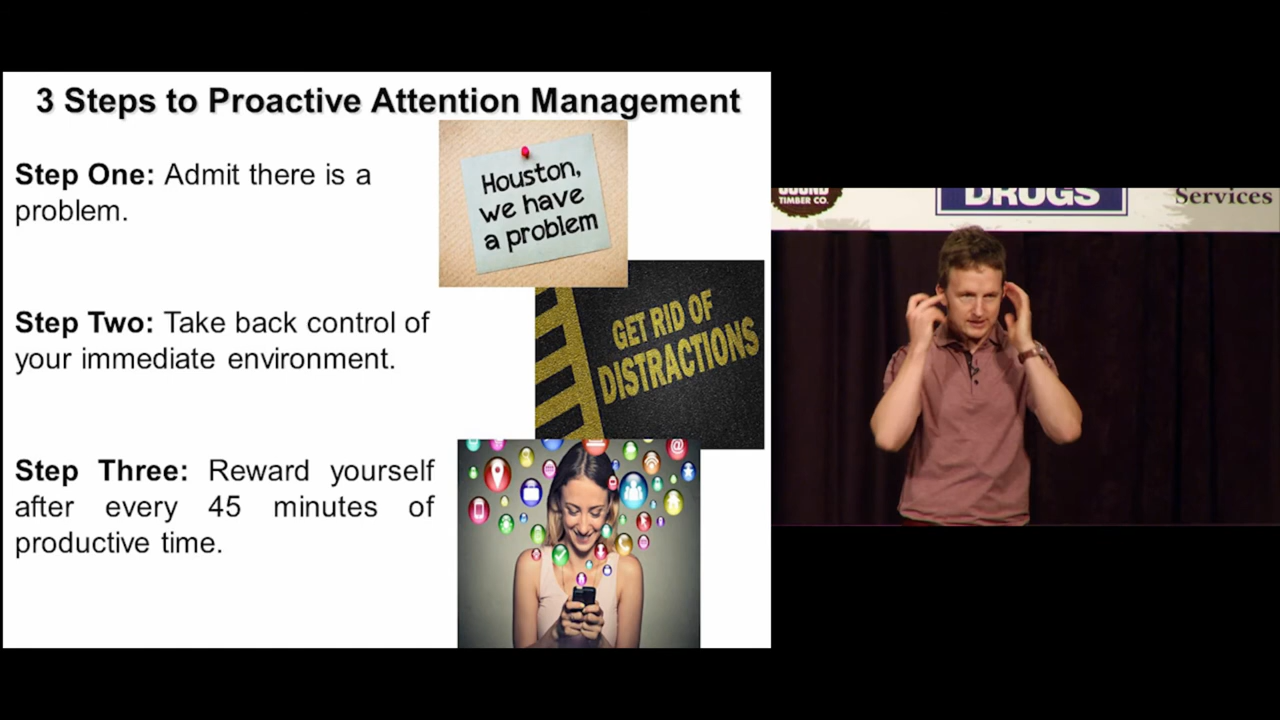 3 Steps to Proactive Attention Management
Step One: Admit there is a
problem.
Houston,
we have
a problem
Step Two: Take back control of
your immediate environment.
GET RID OF
DISTRACTIONS
Step Three: Reward yourself
after every 45 minutes of
productive time.
TIMBER CO.
DRUGS
Services